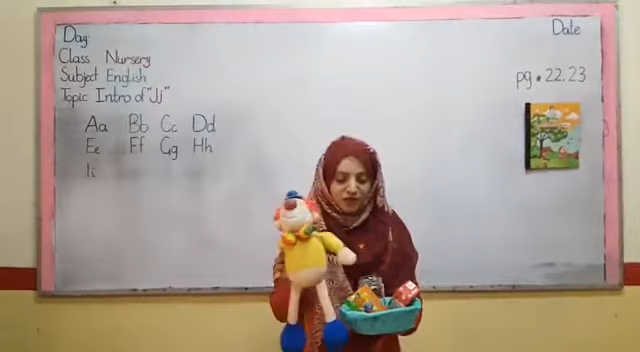 Day:
Date
Class Nursery
Subject English
Topic Intro of "Jj"
pg. 22, 23
Aa Bb Cc Dd
Ee Ff Gg Hh
Ii